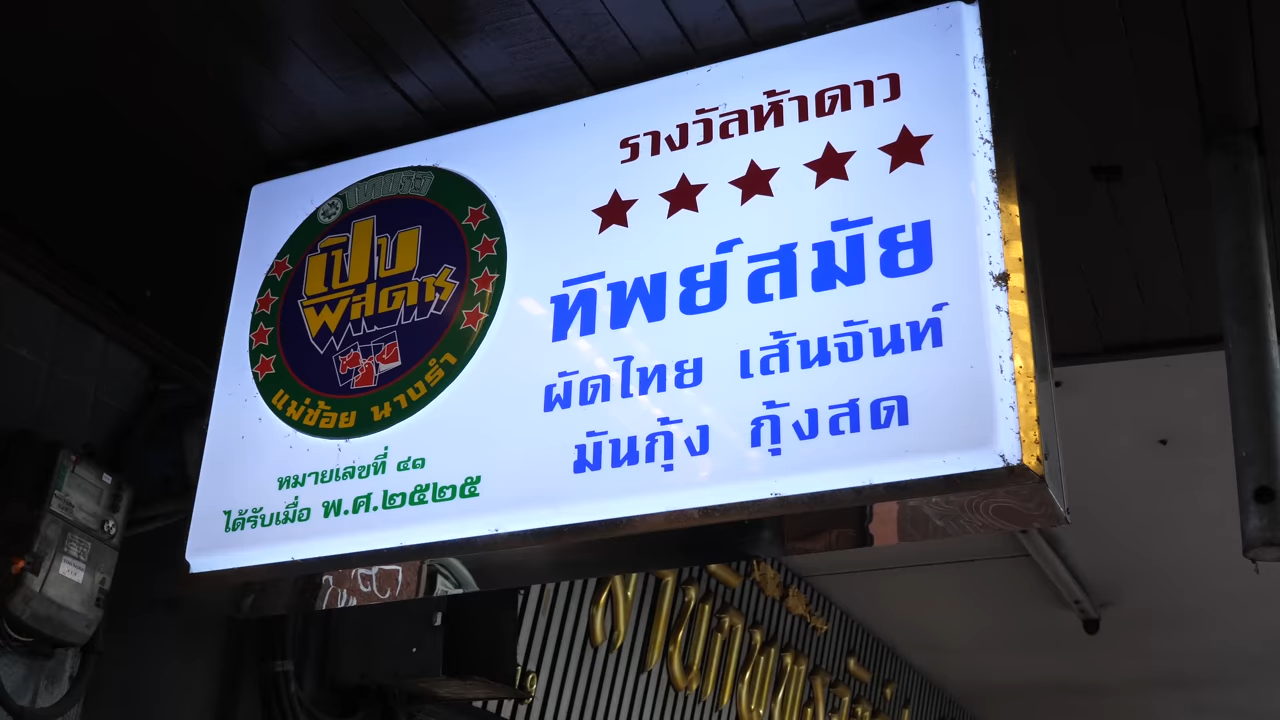 เปิบ
พิสดาร
แม่ช้อย นางรำ
หมายเลขที่ ๔๑
ได้รับเมื่อ พ.ศ.๒๕๒๕
รางวัลห้าดาว
ทิพย์สมัย
ผัดไทย เส้นจันท์
มันกุ้ง กุ้งสด